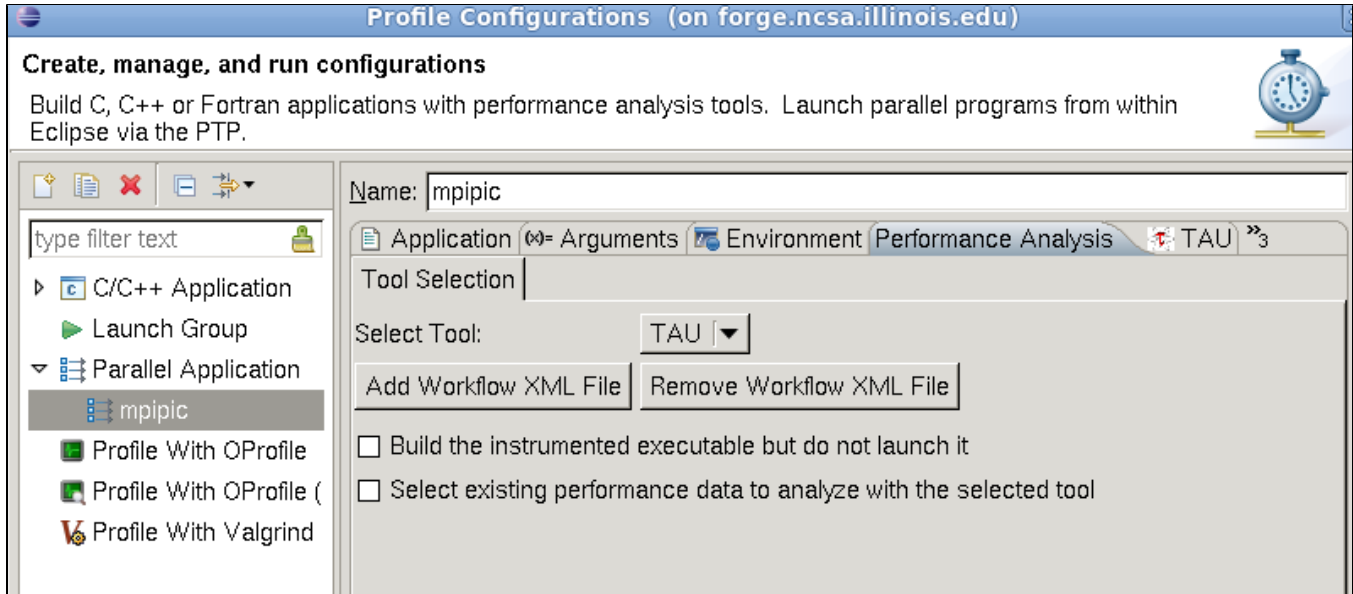 Profile Configurations (on forge.ncsa.illinois.edu)
Create, manage, and run configurations
Build C, C++ or Fortran applications with performance analysis tools. Launch parallel programs from within
Eclipse via the PTP.
Name: mpipic
type filter text
Application (x)= Arguments Environment Performance Analysis τ TAU »3
Tool Selection
C/C++ Application
Launch Group
Select Tool: TAU
Parallel Application
Add Workflow XML File Remove Workflow XML File
mpipic
Profile With OProfile
Build the instrumented executable but do not launch it
Profile With OProfile (
Select existing performance data to analyze with the selected tool
Profile With Valgrind